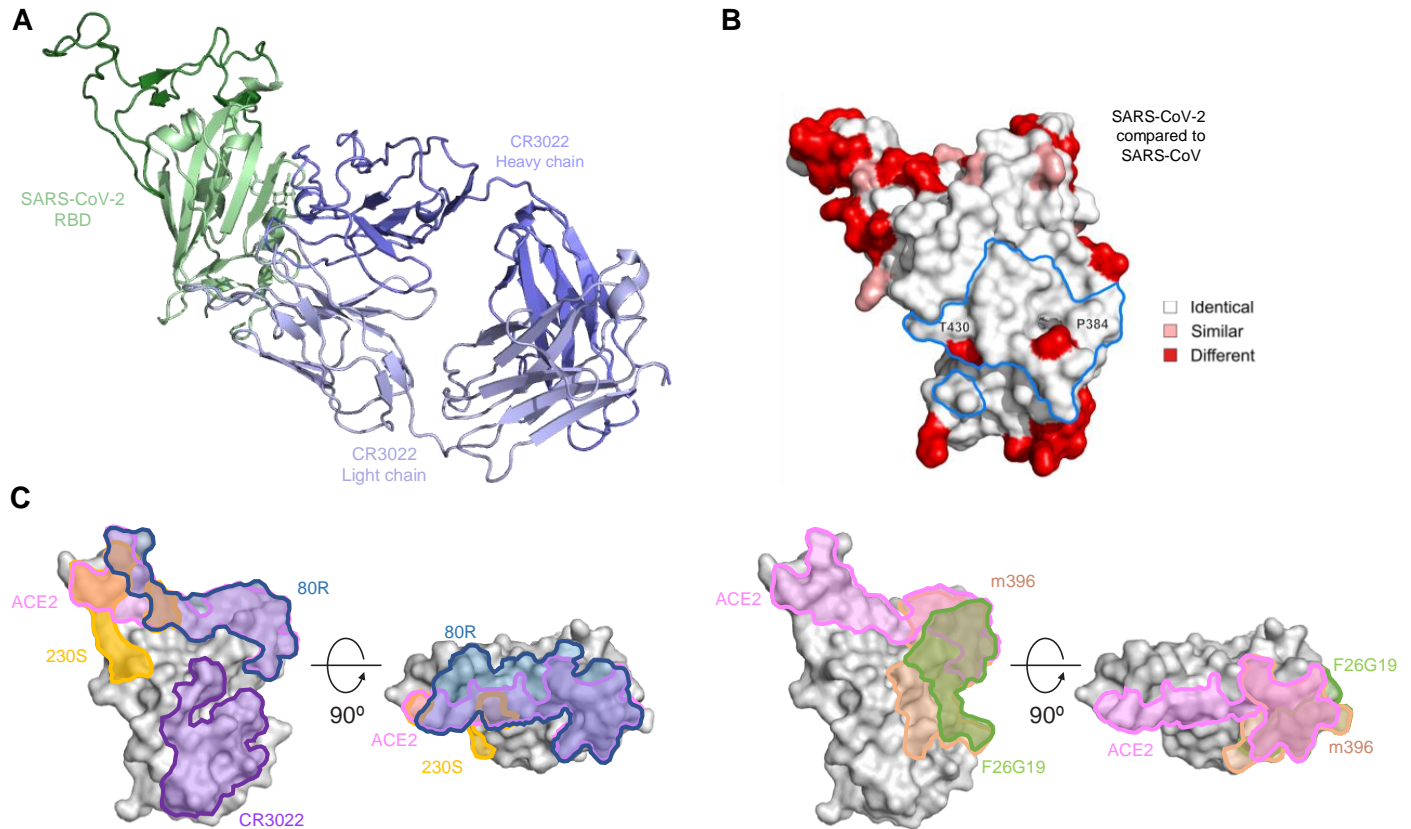 A
B
SARS-CoV-2
compared to
SARS-CoV
CR3022
Heavy chain
SARS-CoV-2
RBD
Identical
Similar
Different
T430
P384
CR3022
Light chain
C
ACE2
80R
230S
CR3022
90º
80R
ACE2
230S
ACE2
m396
F26G19
90º
F26G19
ACE2
m396